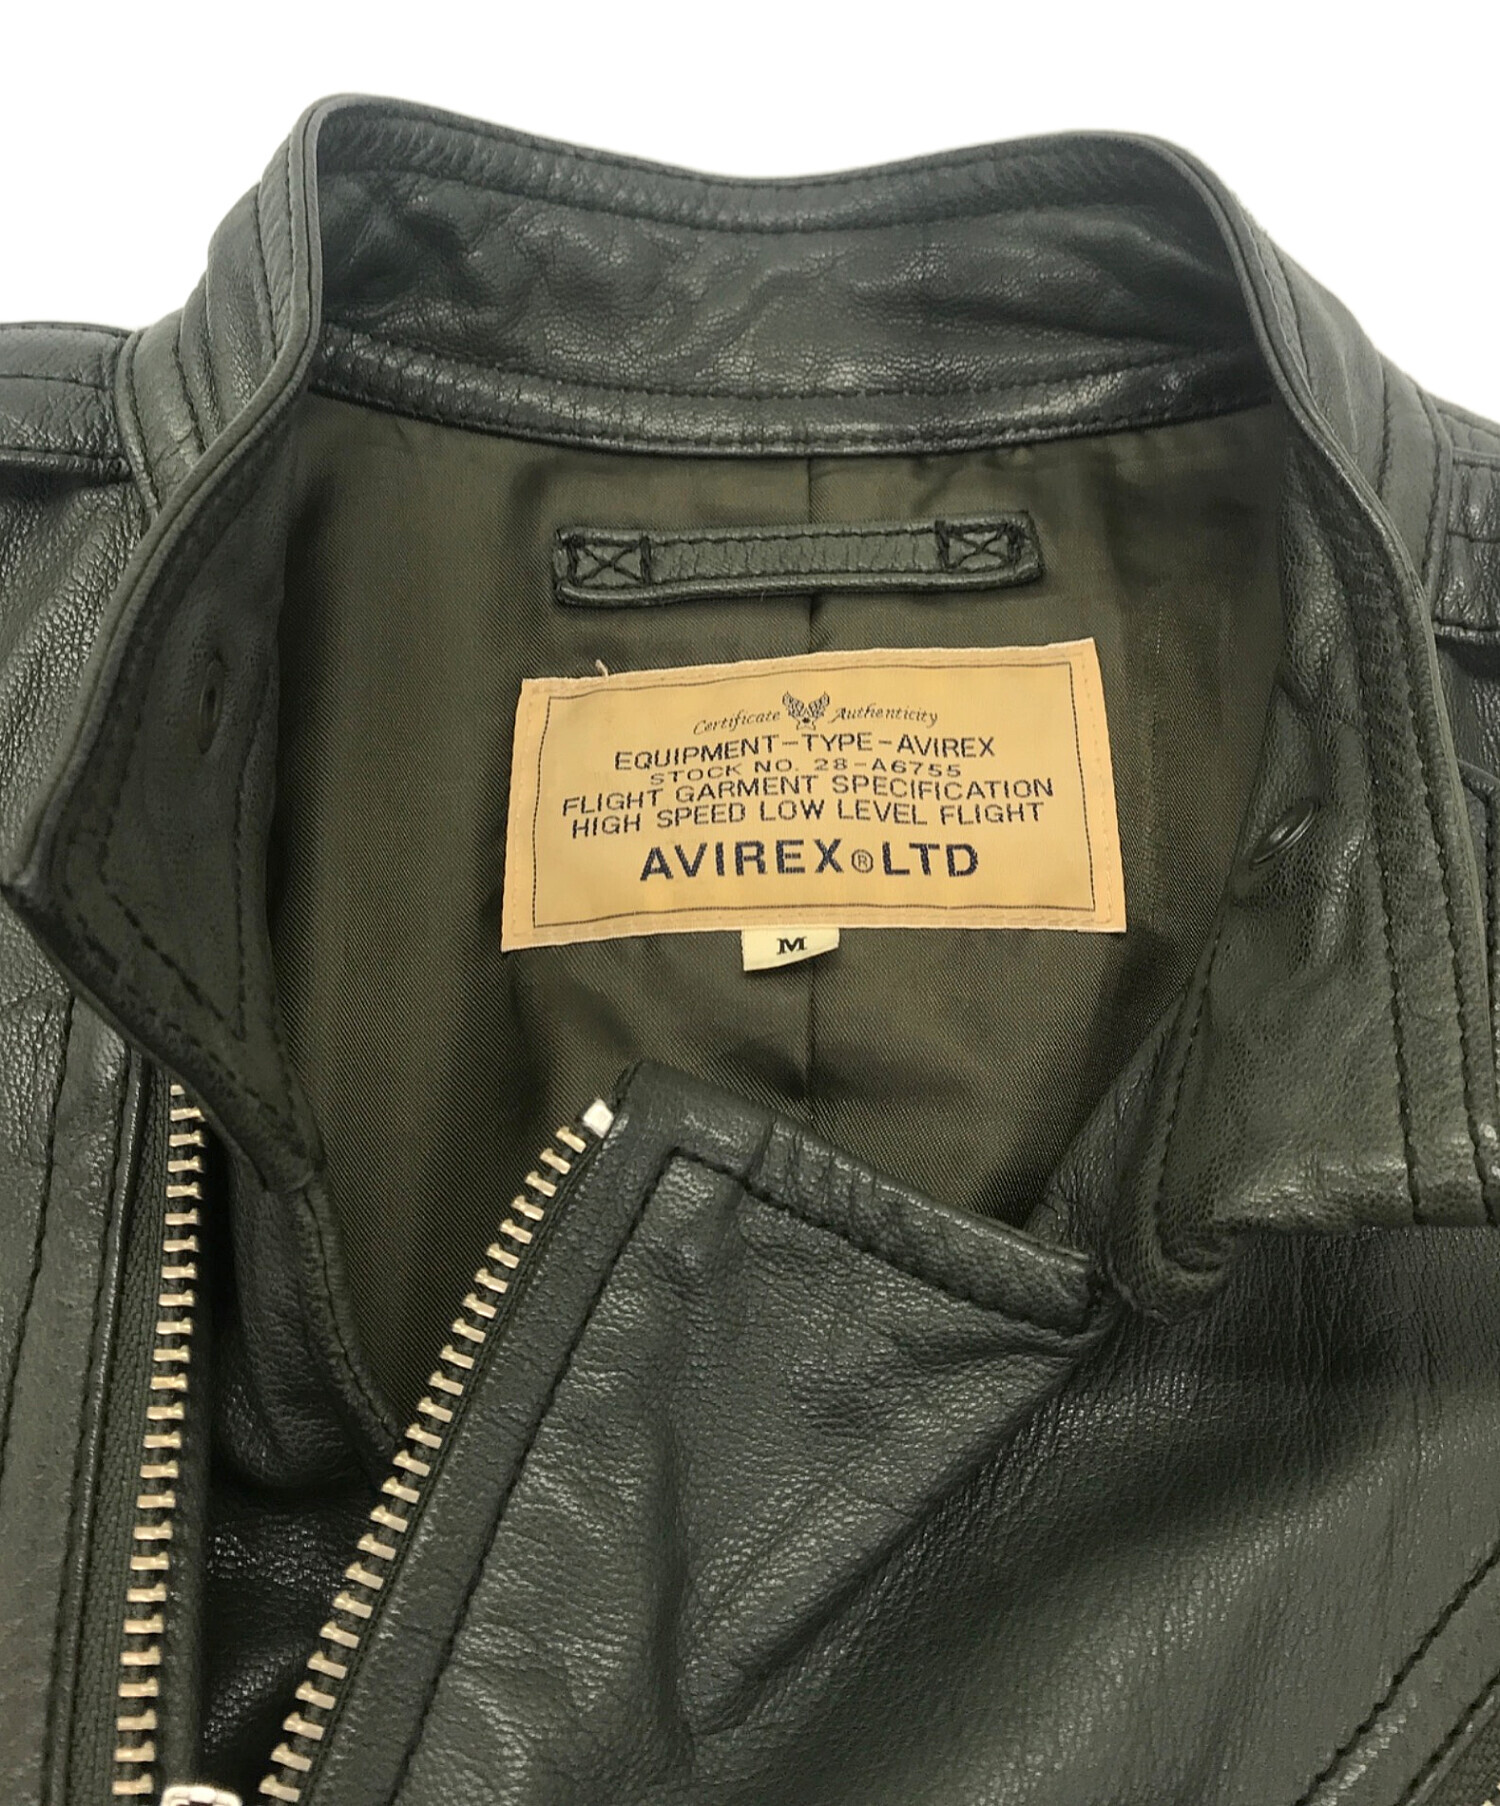 Certificate Authenticity
EQUIPMENT-TYPE-AVIREX
STOCK NO. 28-A6755
FLIGHT GARMENT SPECIFICATION
HIGH SPEED LOW LEVEL FLIGHT
AVIREX®LTD
M